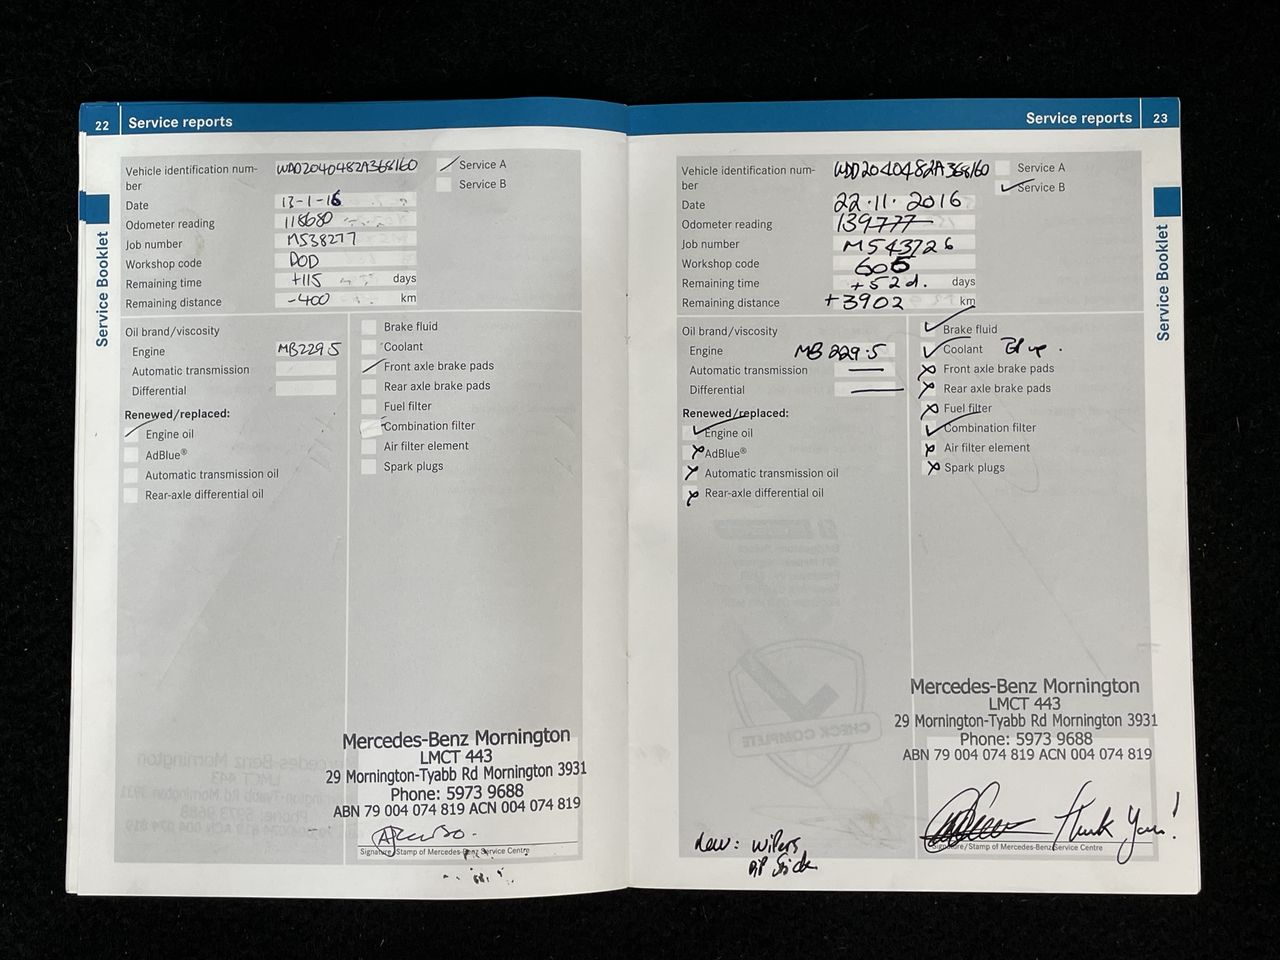 22 Service reports
Vehicle identification num-
ber WDD2040482A368160
Date 13-1-16
Odometer reading 118680
Job number M538277
Workshop code DOD
Remaining time +115 days
Remaining distance -400 km
Service A
Service B
Oil brand/viscosity
Engine MB229.5
Automatic transmission
Differential
Renewed/replaced:
Engine oil
AdBlue®
Automatic transmission oil
Rear-axle differential oil
Brake fluid
Coolant
Front axle brake pads
Rear axle brake pads
Fuel filter
Combination filter
Air filter element
Spark plugs
Mercedes-Benz Mornington
LMCT 443
29 Mornington-Tyabb Rd Mornington 3931
Phone: 5973 9688
ABN 79 004 074 819 ACN 004 074 819
Signature/Stamp of Mercedes-Benz Service Centre
Service Booklet
Service reports 23
Vehicle identification num-
ber WDD2040482A368160
Date 22.11.2016
Odometer reading 139777
Job number M543726
Workshop code 605
Remaining time +52d. days
Remaining distance +3902 km
Service A
Service B
Oil brand/viscosity
Engine MB 229.5
Automatic transmission
Differential
Renewed/replaced:
Engine oil
AdBlue®
Automatic transmission oil
Rear-axle differential oil
Brake fluid
Coolant
Front axle brake pads
Rear axle brake pads
Fuel filter
Combination filter
Air filter element
Spark plugs
CHECK COMPLETE
Mercedes-Benz Mornington
LMCT 443
29 Mornington-Tyabb Rd Mornington 3931
Phone: 5973 9688
ABN 79 004 074 819 ACN 004 074 819
Thank You!
Signature/Stamp of Mercedes-Benz Service Centre
new: wipers
Service Booklet